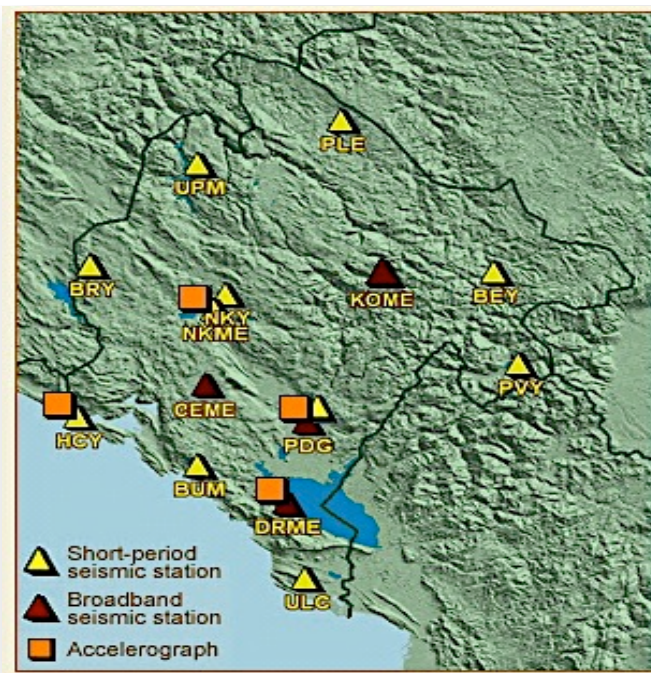 PLE
UPM
BRY
KOME
BEY
NKY
NKME
PVY
CEME
HCY
PDG
BUM
DRME
ULC
Short-period
seismic station
Broadband
seismic station
Accelerograph